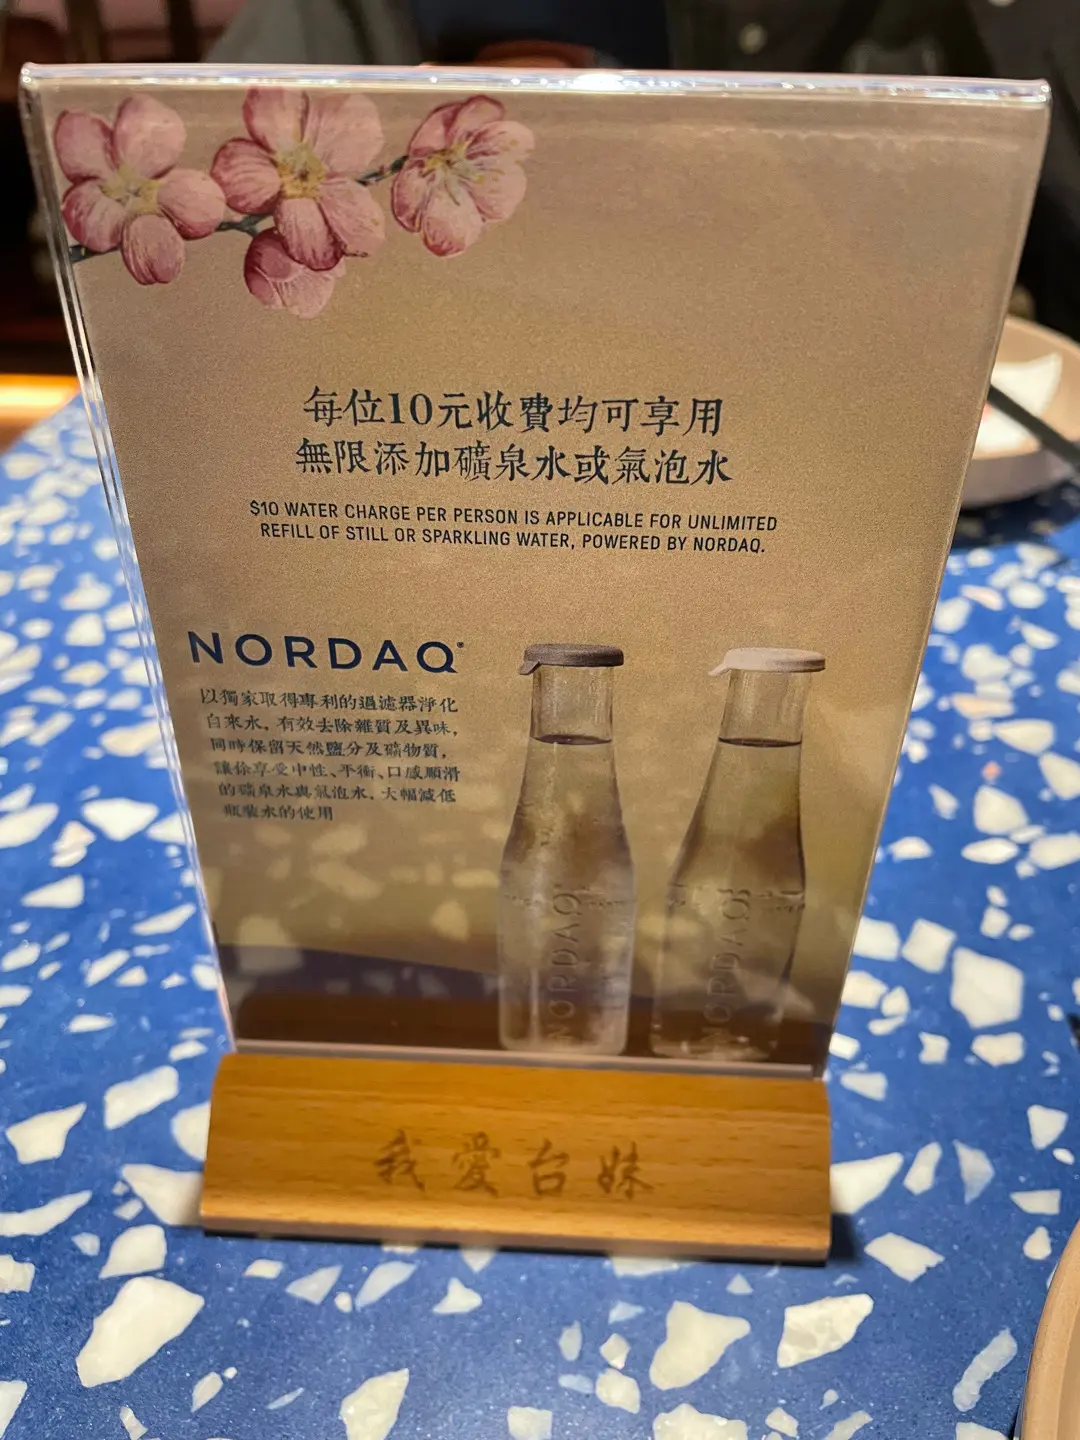 每位10元收費均可享用
無限添加礦泉水或氣泡水
$10 WATER CHARGE PER PERSON IS APPLICABLE FOR UNLIMITED
REFILL OF STILL OR SPARKLING WATER, POWERED BY NORDAQ.
NORDAQ®
以獨家取得專利的過濾器淨化
自來水，有效去除雜質及異味，
同時保留天然鹽分及礦物質，
讓你享受中性、平衡、口感順滑
的礦泉水與氣泡水，大幅減低
瓶裝水的使用
NORDAQ
NORDAQ
我愛台妹